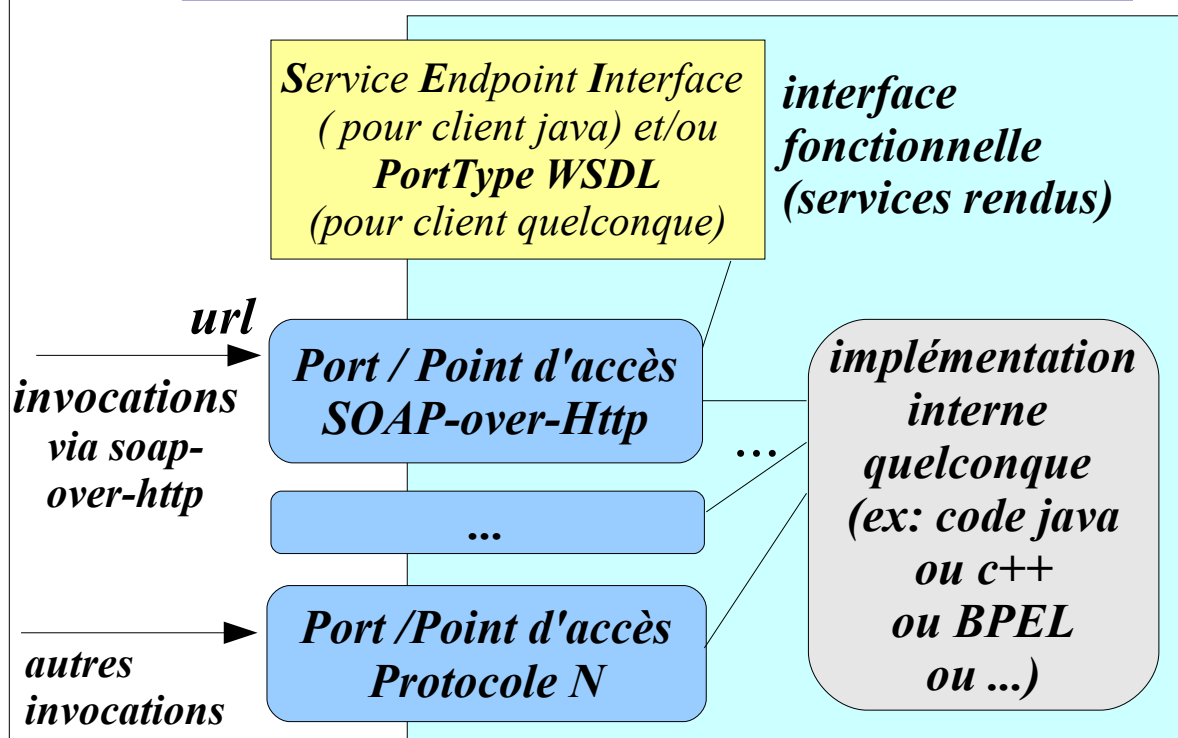 Service Endpoint Interface
( pour client java) et/ou
PortType WSDL
(pour client quelconque)
interface
fonctionnelle
(services rendus)
url
invocations
via soap-
over-http
Port / Point d'accès
SOAP-over-Http
...
...
Port /Point d'accès
Protocole N
autres
invocations
implémentation
interne
quelconque
(ex: code java
ou c++
ou BPEL
ou ...)